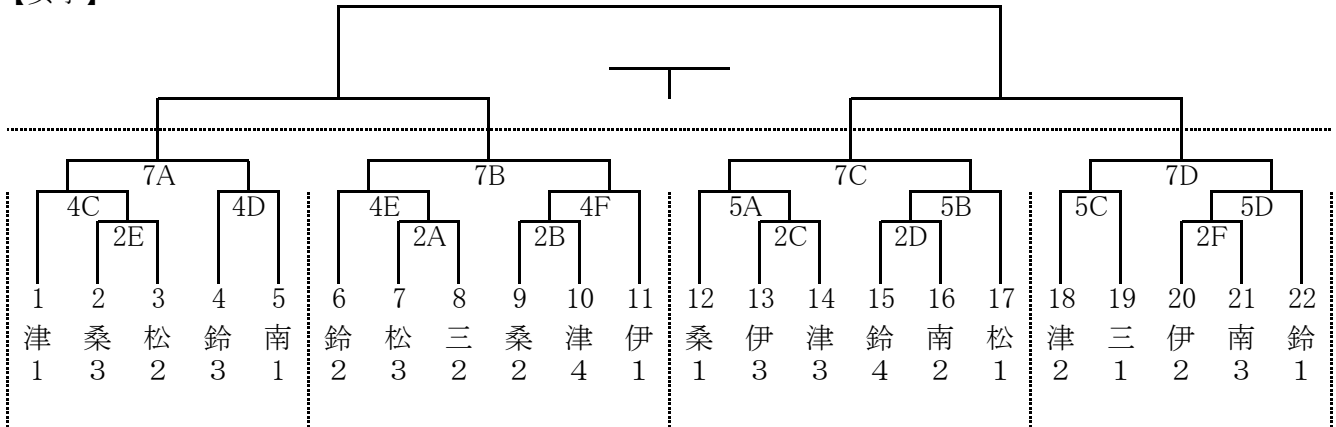 7A 7B 7C 7D
4C 4D 4E 4F 5A 5B 5C 5D
2E 2A 2B 2C 2D 2F
1 2 3 4 5 6 7 8 9 10 11 12 13 14 15 16 17 18 19 20 21 22
津 桑 松 鈴 南 鈴 松 三 桑 津 伊 桑 伊 津 鈴 南 松 津 三 伊 南 鈴
1 3 2 3 1 2 3 2 2 4 1 1 3 3 4 2 1 2 1 2 3 1